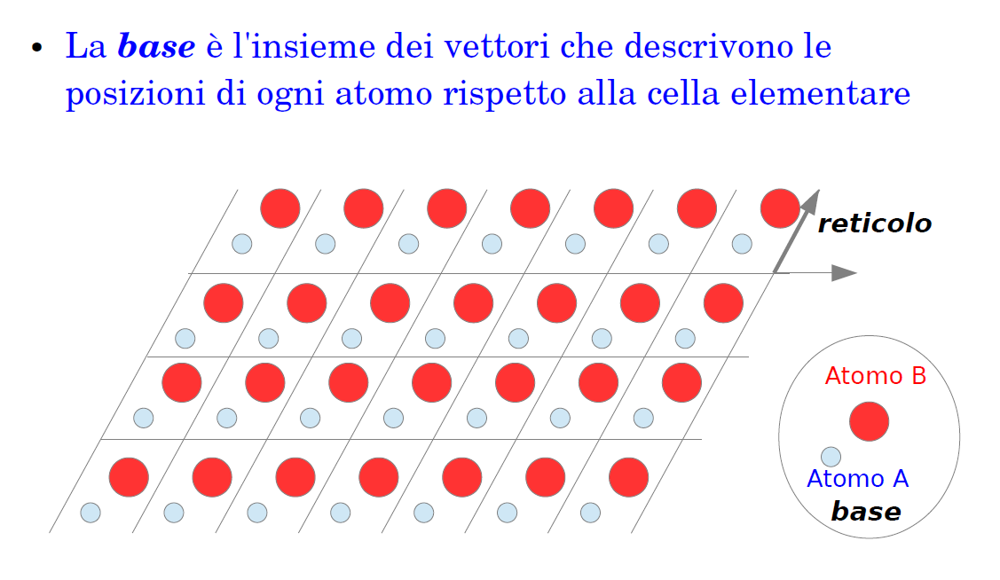 • La base è l'insieme dei vettori che descrivono le
posizioni di ogni atomo rispetto alla cella elementare
reticolo
Atomo B
Atomo A
base